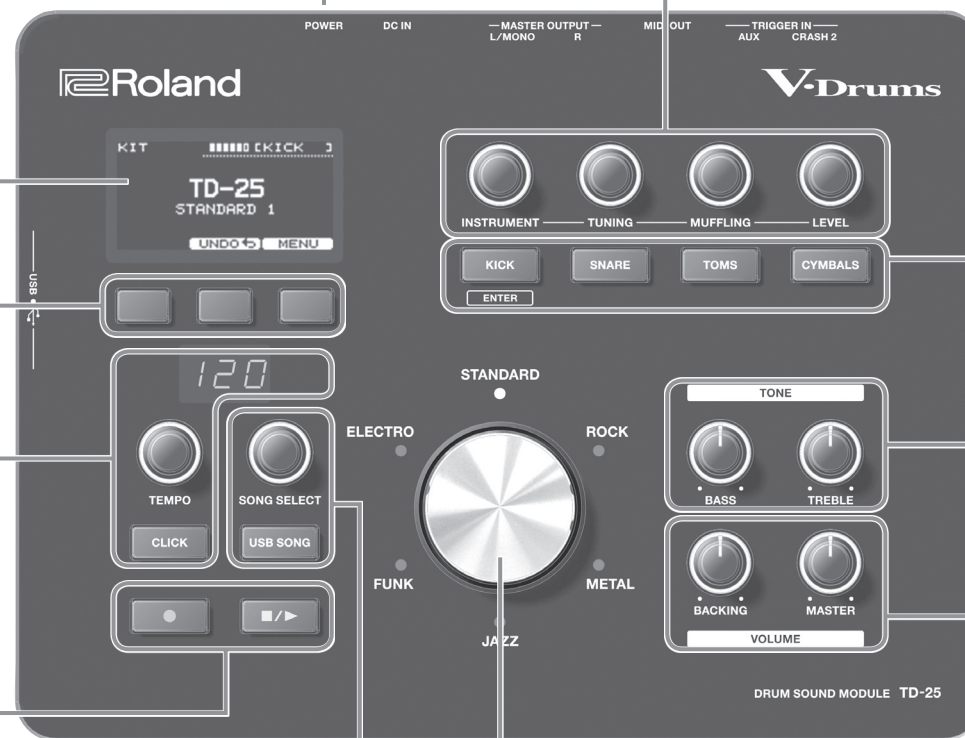 POWER DC IN —MASTER OUTPUT— MIDI OUT —TRIGGER IN—
L/MONO R AUX CRASH 2
Roland
V-Drums
KIT [KICK ]
TD-25
STANDARD 1
UNDO MENU
INSTRUMENT TUNING MUFFLING LEVEL
KICK SNARE TOMS CYMBALS
ENTER
USB
120
TEMPO SONG SELECT
CLICK USB SONG
STANDARD
ELECTRO ROCK
FUNK METAL
JAZZ
TONE
BASS TREBLE
BACKING MASTER
VOLUME
■/▶
DRUM SOUND MODULE TD-25